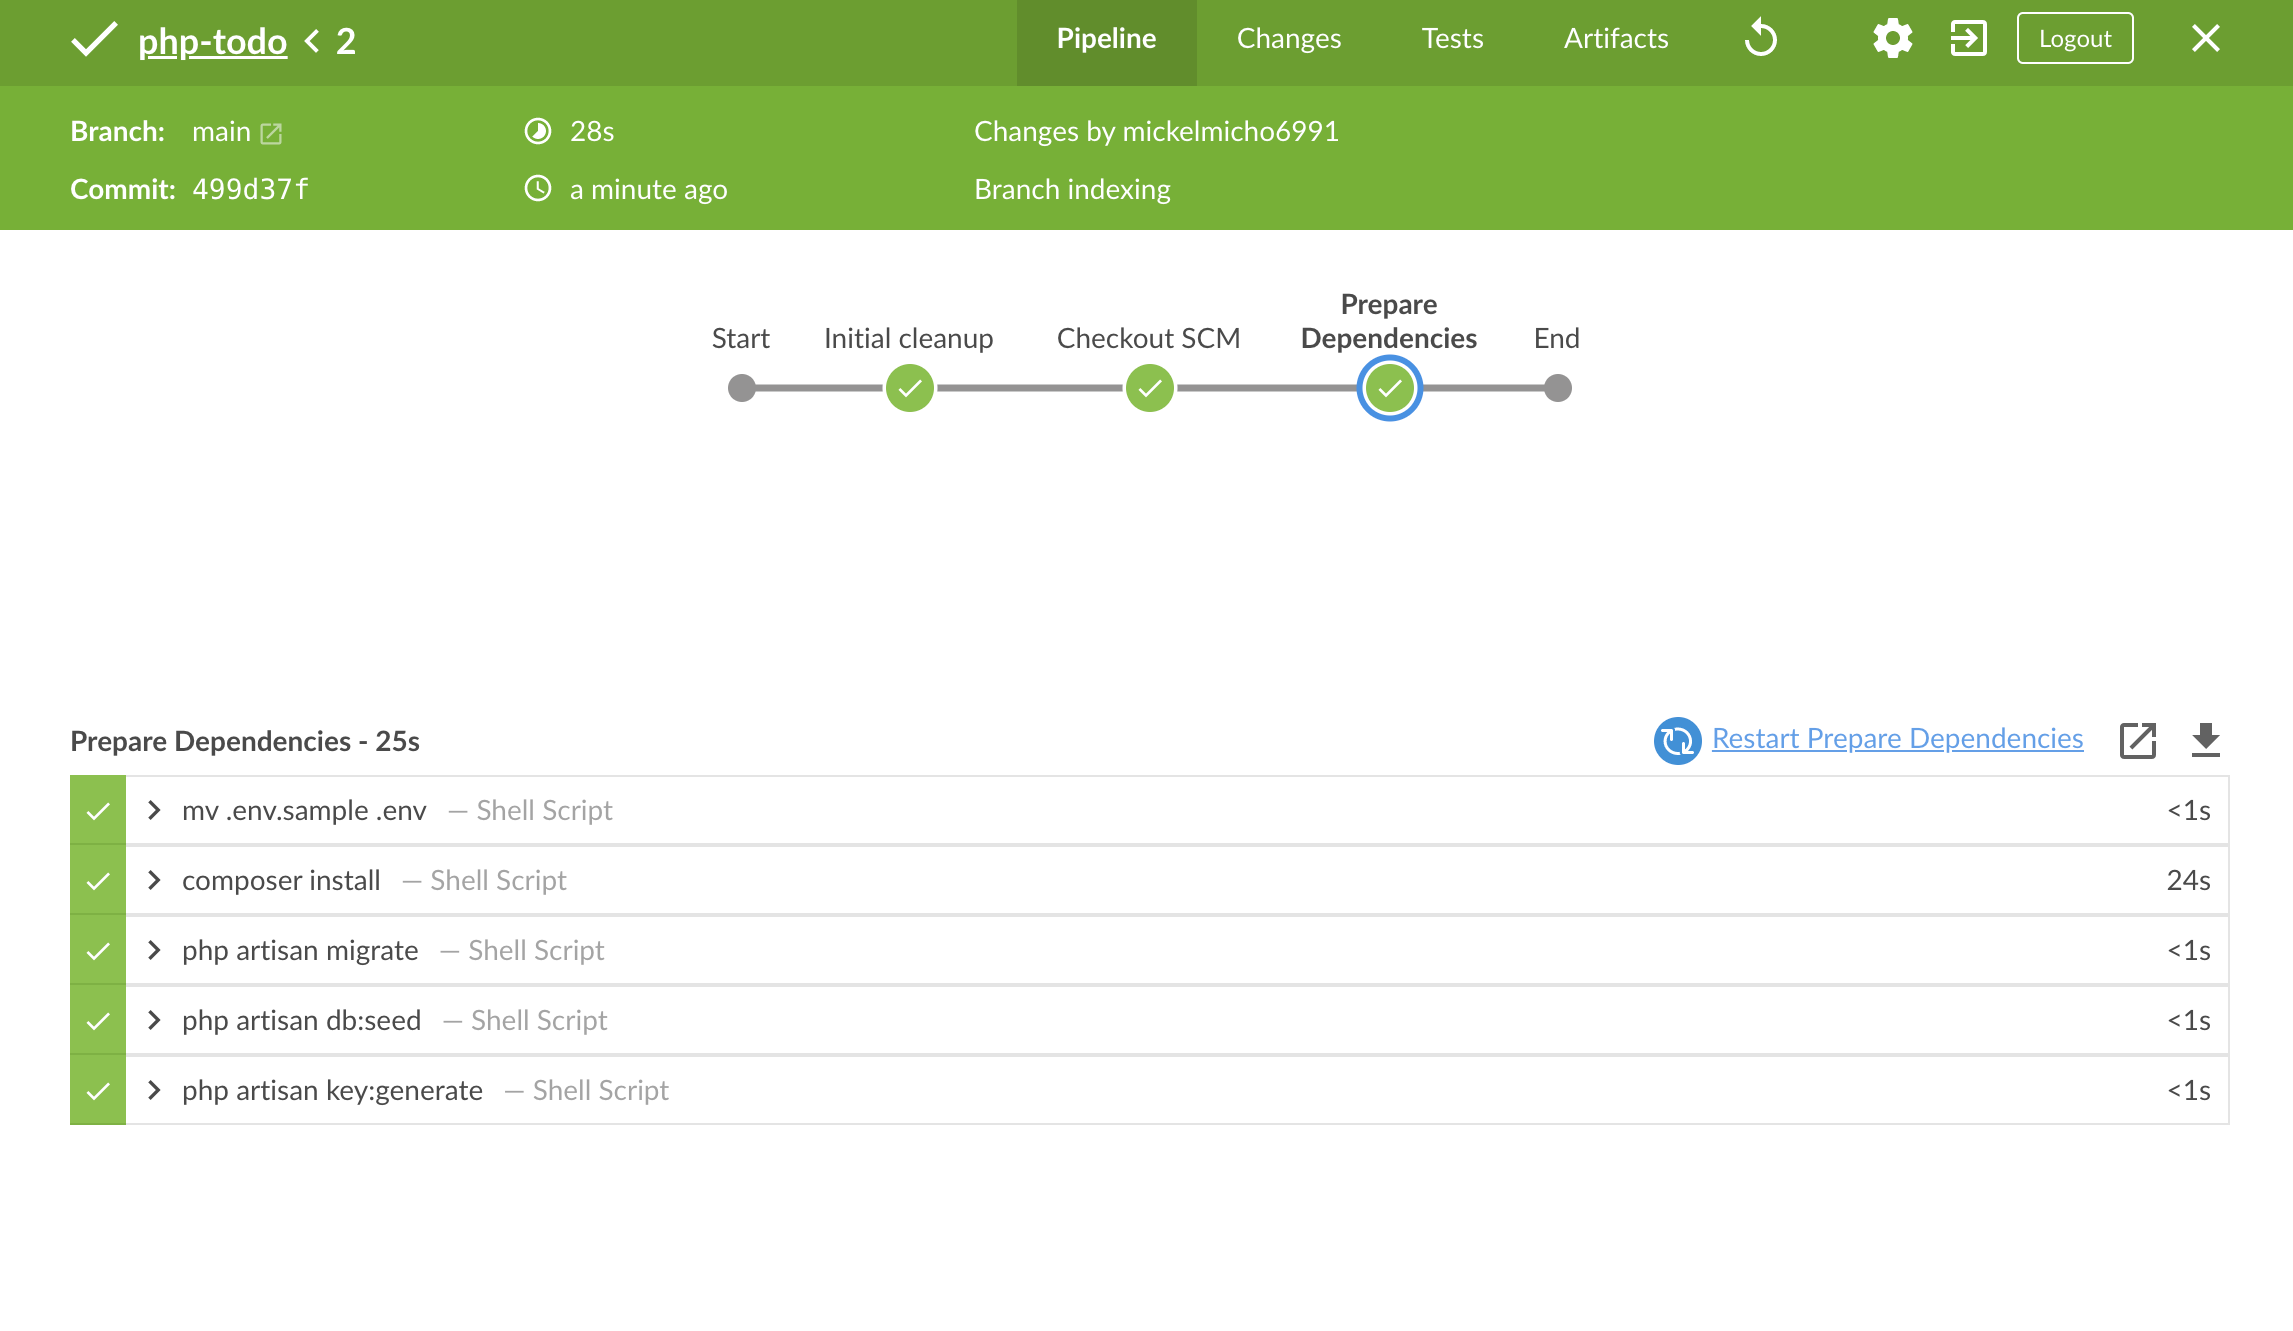 php-todo < 2 Pipeline Changes Tests Artifacts Logout
Branch: main 28s Changes by mickelmicho6991
Commit: 499d37f a minute ago Branch indexing
Start Initial cleanup Checkout SCM Prepare Dependencies End
Prepare Dependencies - 25s Restart Prepare Dependencies
mv .env.sample .env — Shell Script <1s
composer install — Shell Script 24s
php artisan migrate — Shell Script <1s
php artisan db:seed — Shell Script <1s
php artisan key:generate — Shell Script <1s